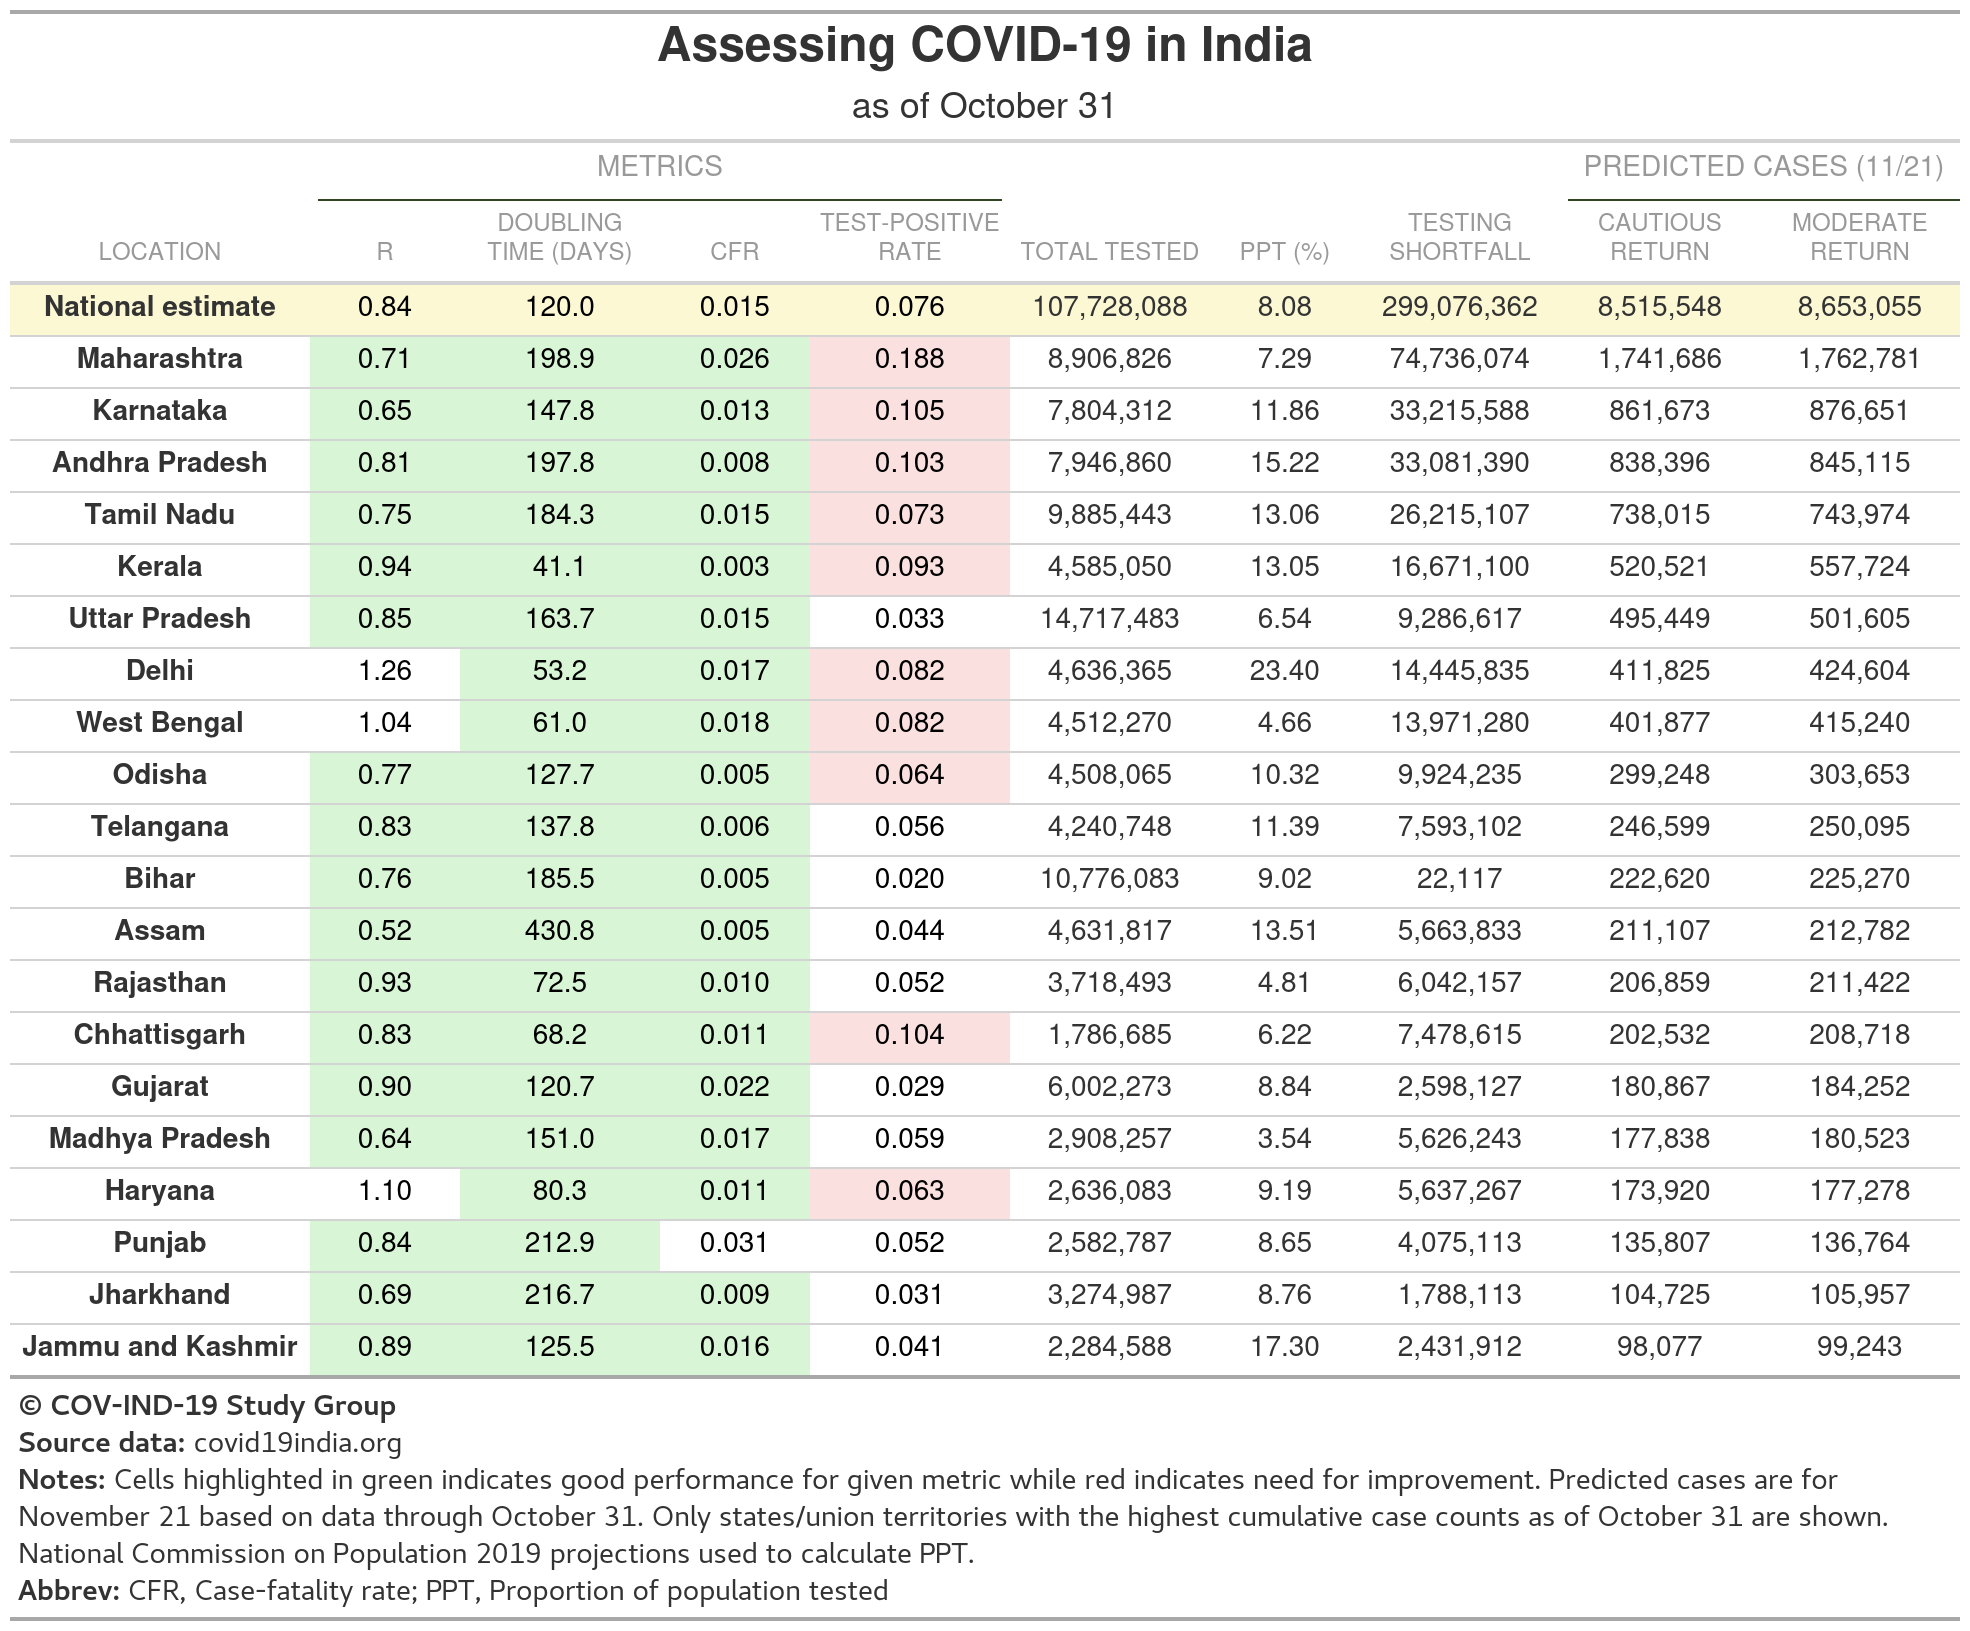 Assessing COVID-19 in India
as of October 31
METRICS PREDICTED CASES (11/21)
LOCATION R DOUBLING TIME (DAYS) CFR TEST-POSITIVE RATE TOTAL TESTED PPT (%) TESTING SHORTFALL CAUTIOUS RETURN MODERATE RETURN
National estimate 0.84 120.0 0.015 0.076 107,728,088 8.08 299,076,362 8,515,548 8,653,055
Maharashtra 0.71 198.9 0.026 0.188 8,906,826 7.29 74,736,074 1,741,686 1,762,781
Karnataka 0.65 147.8 0.013 0.105 7,804,312 11.86 33,215,588 861,673 876,651
Andhra Pradesh 0.81 197.8 0.008 0.103 7,946,860 15.22 33,081,390 838,396 845,115
Tamil Nadu 0.75 184.3 0.015 0.073 9,885,443 13.06 26,215,107 738,015 743,974
Kerala 0.94 41.1 0.003 0.093 4,585,050 13.05 16,671,100 520,521 557,724
Uttar Pradesh 0.85 163.7 0.015 0.033 14,717,483 6.54 9,286,617 495,449 501,605
Delhi 1.26 53.2 0.017 0.082 4,636,365 23.40 14,445,835 411,825 424,604
West Bengal 1.04 61.0 0.018 0.082 4,512,270 4.66 13,971,280 401,877 415,240
Odisha 0.77 127.7 0.005 0.064 4,508,065 10.32 9,924,235 299,248 303,653
Telangana 0.83 137.8 0.006 0.056 4,240,748 11.39 7,593,102 246,599 250,095
Bihar 0.76 185.5 0.005 0.020 10,776,083 9.02 22,117 222,620 225,270
Assam 0.52 430.8 0.005 0.044 4,631,817 13.51 5,663,833 211,107 212,782
Rajasthan 0.93 72.5 0.010 0.052 3,718,493 4.81 6,042,157 206,859 211,422
Chhattisgarh 0.83 68.2 0.011 0.104 1,786,685 6.22 7,478,615 202,532 208,718
Gujarat 0.90 120.7 0.022 0.029 6,002,273 8.84 2,598,127 180,867 184,252
Madhya Pradesh 0.64 151.0 0.017 0.059 2,908,257 3.54 5,626,243 177,838 180,523
Haryana 1.10 80.3 0.011 0.063 2,636,083 9.19 5,637,267 173,920 177,278
Punjab 0.84 212.9 0.031 0.052 2,582,787 8.65 4,075,113 135,807 136,764
Jharkhand 0.69 216.7 0.009 0.031 3,274,987 8.76 1,788,113 104,725 105,957
Jammu and Kashmir 0.89 125.5 0.016 0.041 2,284,588 17.30 2,431,912 98,077 99,243
© COV-IND-19 Study Group
Source data: covid19india.org
Notes: Cells highlighted in green indicates good performance for given metric while red indicates need for improvement. Predicted cases are for
November 21 based on data through October 31. Only states/union territories with the highest cumulative case counts as of October 31 are shown.
National Commission on Population 2019 projections used to calculate PPT.
Abbrev: CFR, Case-fatality rate; PPT, Proportion of population tested